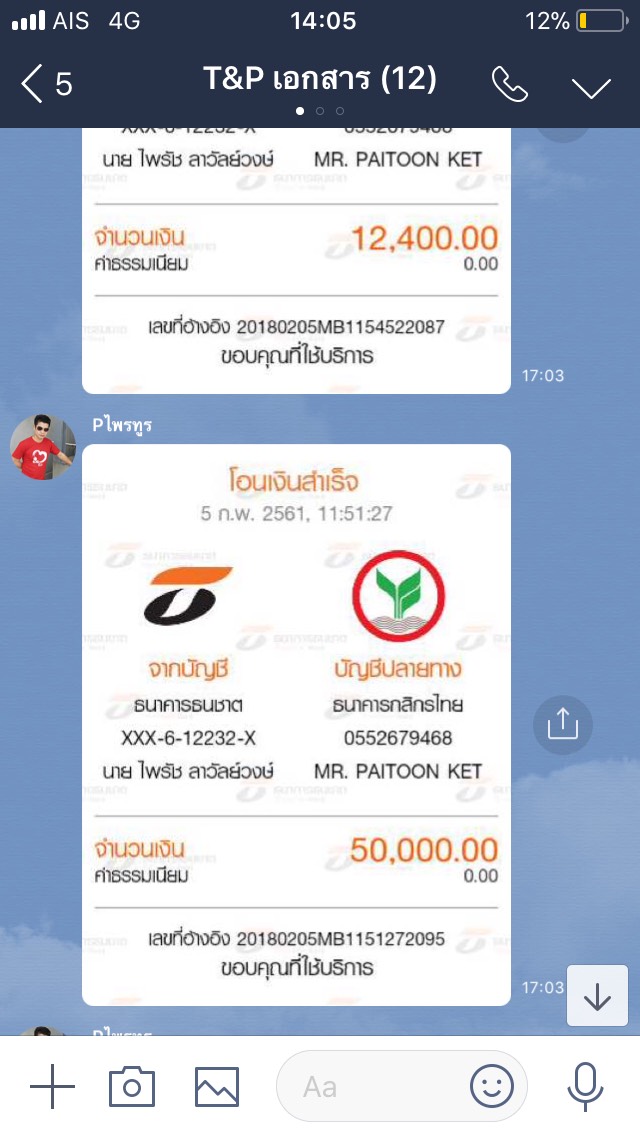 AIS 4G 14:05 12%
5 T&P เอกสาร (12)
XXX-6-12232-X 0552679468
นาย ไพรัช ลาวัลย์วงษ์ MR. PAITOON KET
จำนวนเงิน 12,400.00
ค่าธรรมเนียม 0.00
เลขที่อ้างอิง 20180205MB1154522087
ขอบคุณที่ใช้บริการ
17:03
Pไพรทูร
โอนเงินสำเร็จ
5 ก.พ. 2561, 11:51:27
จากบัญชี บัญชีปลายทาง
ธนาคารธนชาต ธนาคารกสิกรไทย
XXX-6-12232-X 0552679468
นาย ไพรัช ลาวัลย์วงษ์ MR. PAITOON KET
จำนวนเงิน 50,000.00
ค่าธรรมเนียม 0.00
เลขที่อ้างอิง 20180205MB1151272095
ขอบคุณที่ใช้บริการ
17:03
Pไพรทูร
Aa